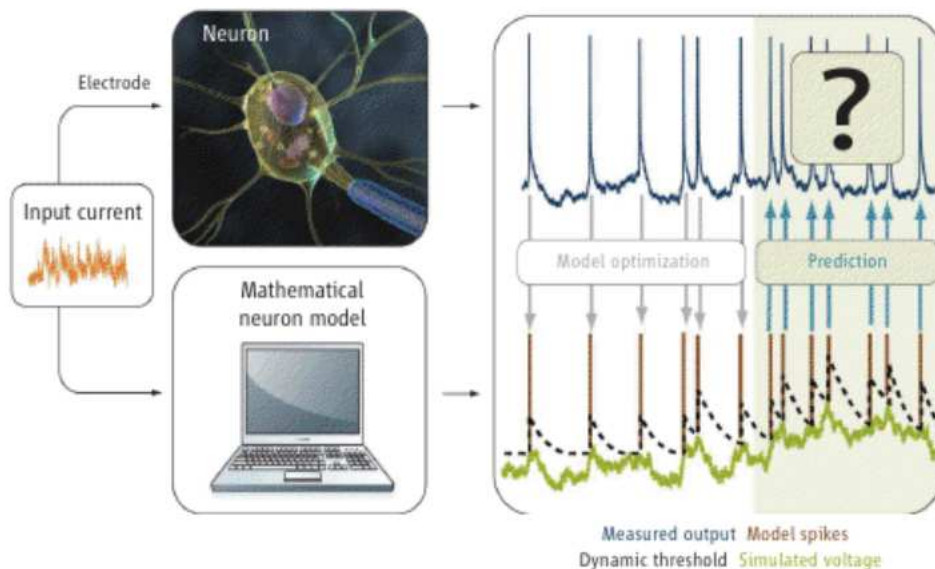 Neuron
Electrode
Input current
Mathematical
neuron model
?
Model optimization
Prediction
Measured output Model spikes
Dynamic threshold Simulated voltage